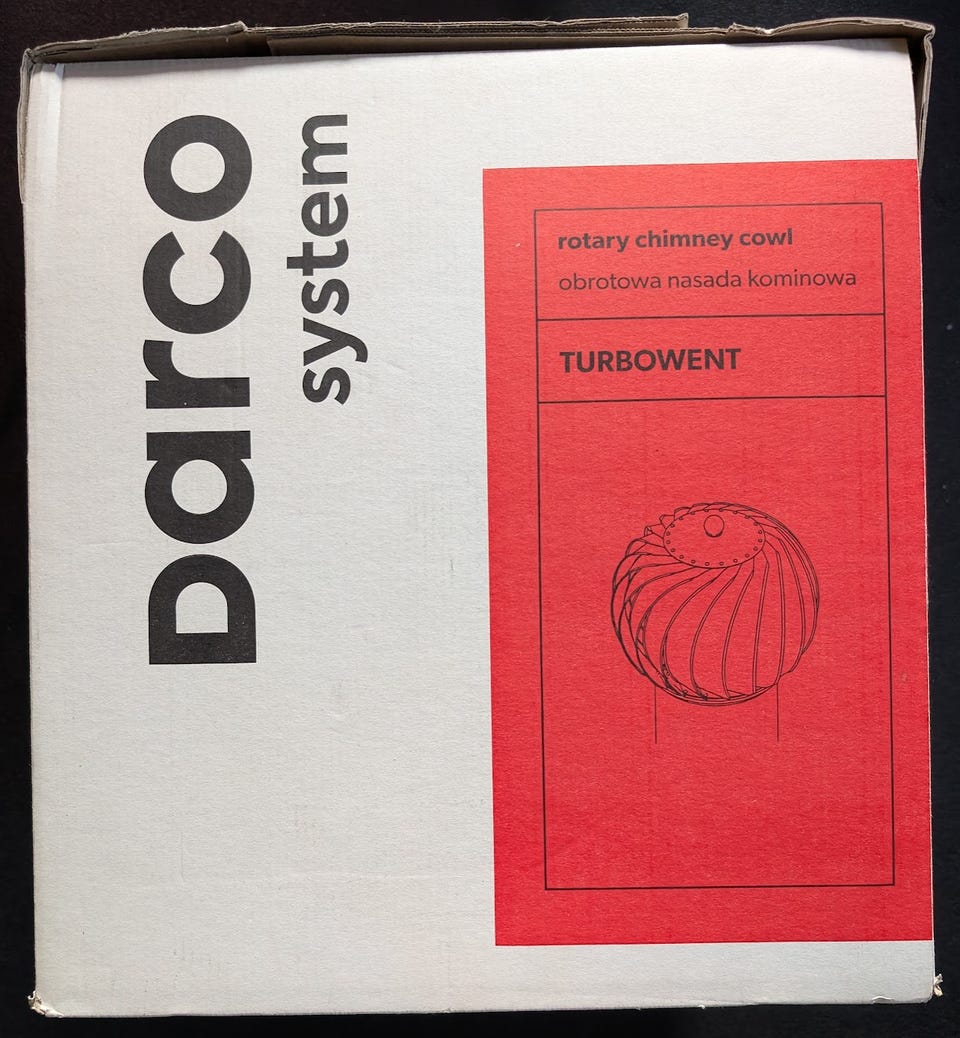 Darco
system
rotary chimney cowl
obrotowa nasada kominowa
TURBOWENT